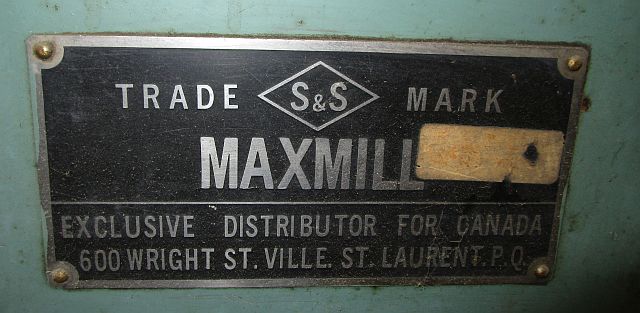 TRADE S&S MARK
MAXMILL
EXCLUSIVE DISTRIBUTOR FOR CANADA
600 WRIGHT ST. VILLE. ST. LAURENT. P.Q.